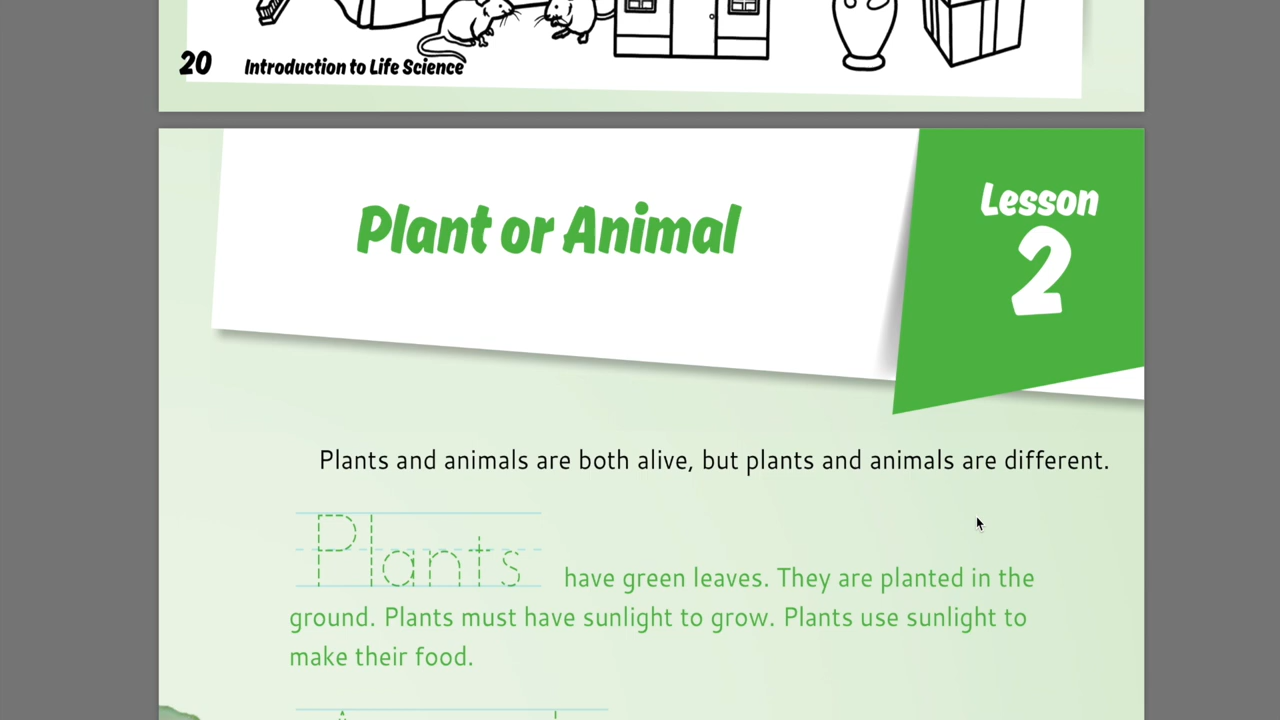 20 Introduction to Life Science
Plant or Animal
Lesson
2
Plants and animals are both alive, but plants and animals are different.
Plants have green leaves. They are planted in the
ground. Plants must have sunlight to grow. Plants use sunlight to
make their food.